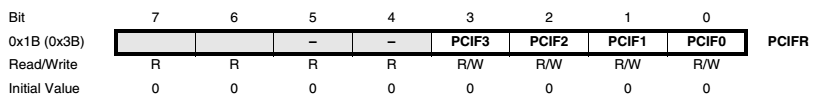 Bit 7 6 5 4 3 2 1 0
0x1B (0x3B) – – PCIF3 PCIF2 PCIF1 PCIF0 PCIFR
Read/Write R R R R R/W R/W R/W R/W
Initial Value 0 0 0 0 0 0 0 0